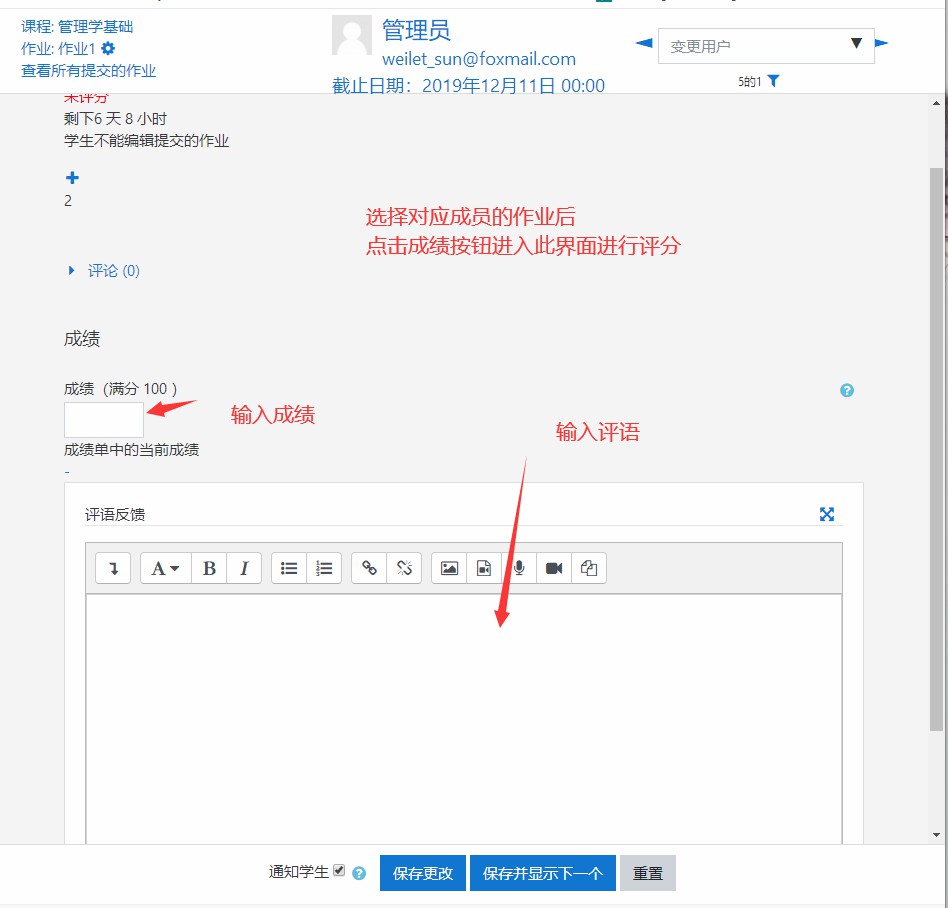 课程: 管理学基础
作业: 作业1
查看所有提交的作业
管理员
weilet_sun@foxmail.com
截止日期：2019年12月11日 00:00
变更用户
5的1
未评分
剩下6 天 8 小时
学生不能编辑提交的作业
2
选择对应成员的作业后
点击成绩按钮进入此界面进行评分
评论 (0)
成绩
成绩（满分 100 ）
输入成绩
输入评语
成绩单中的当前成绩
-
评语反馈
A B I
通知学生
保存更改
保存并显示下一个
重置